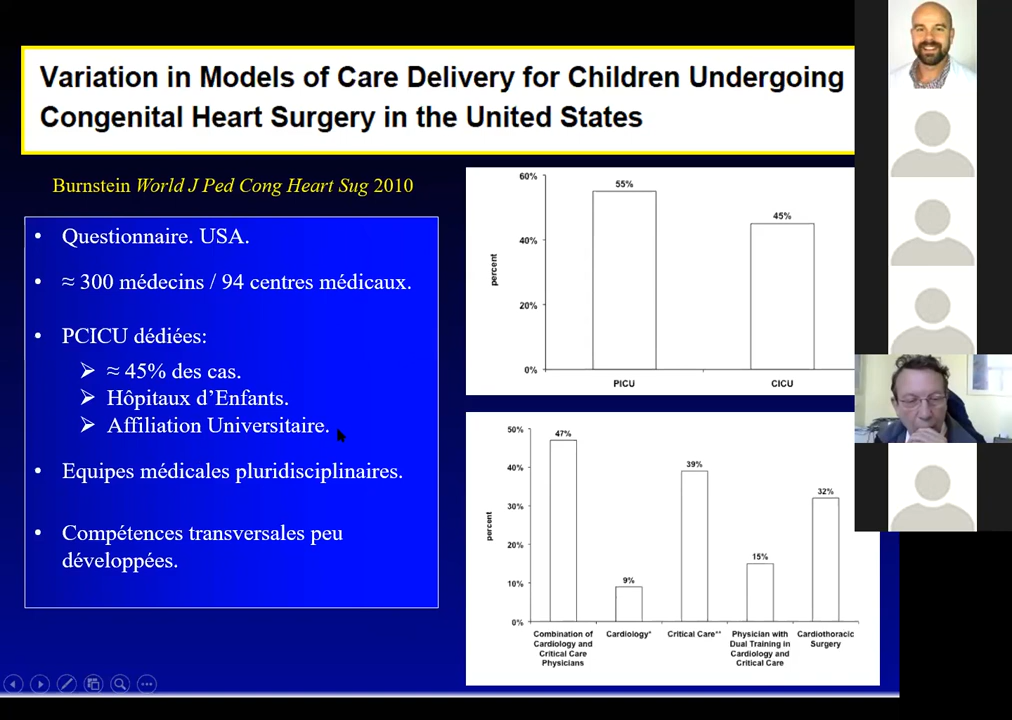 Variation in Models of Care Delivery for Children Undergoing
Congenital Heart Surgery in the United States
Burnstein World J Ped Cong Heart Sug 2010
• Questionnaire. USA.
• ≈ 300 médecins / 94 centres médicaux.
• PCICU dédiées:
➢ ≈ 45% des cas.
➢ Hôpitaux d’Enfants.
➢ Affiliation Universitaire.
• Equipes médicales pluridisciplinaires.
• Compétences transversales peu
développées.
60%
40%
20%
0%
percent
55%
45%
PICU
CICU
50%
40%
30%
20%
10%
0%
percent
47%
9%
39%
15%
32%
Combination of
Cardiology and
Critical Care
Physicians
Cardiology*
Critical Care**
Physician with
Dual Training in
Cardiology and
Critical Care
Cardiothoracic
Surgery